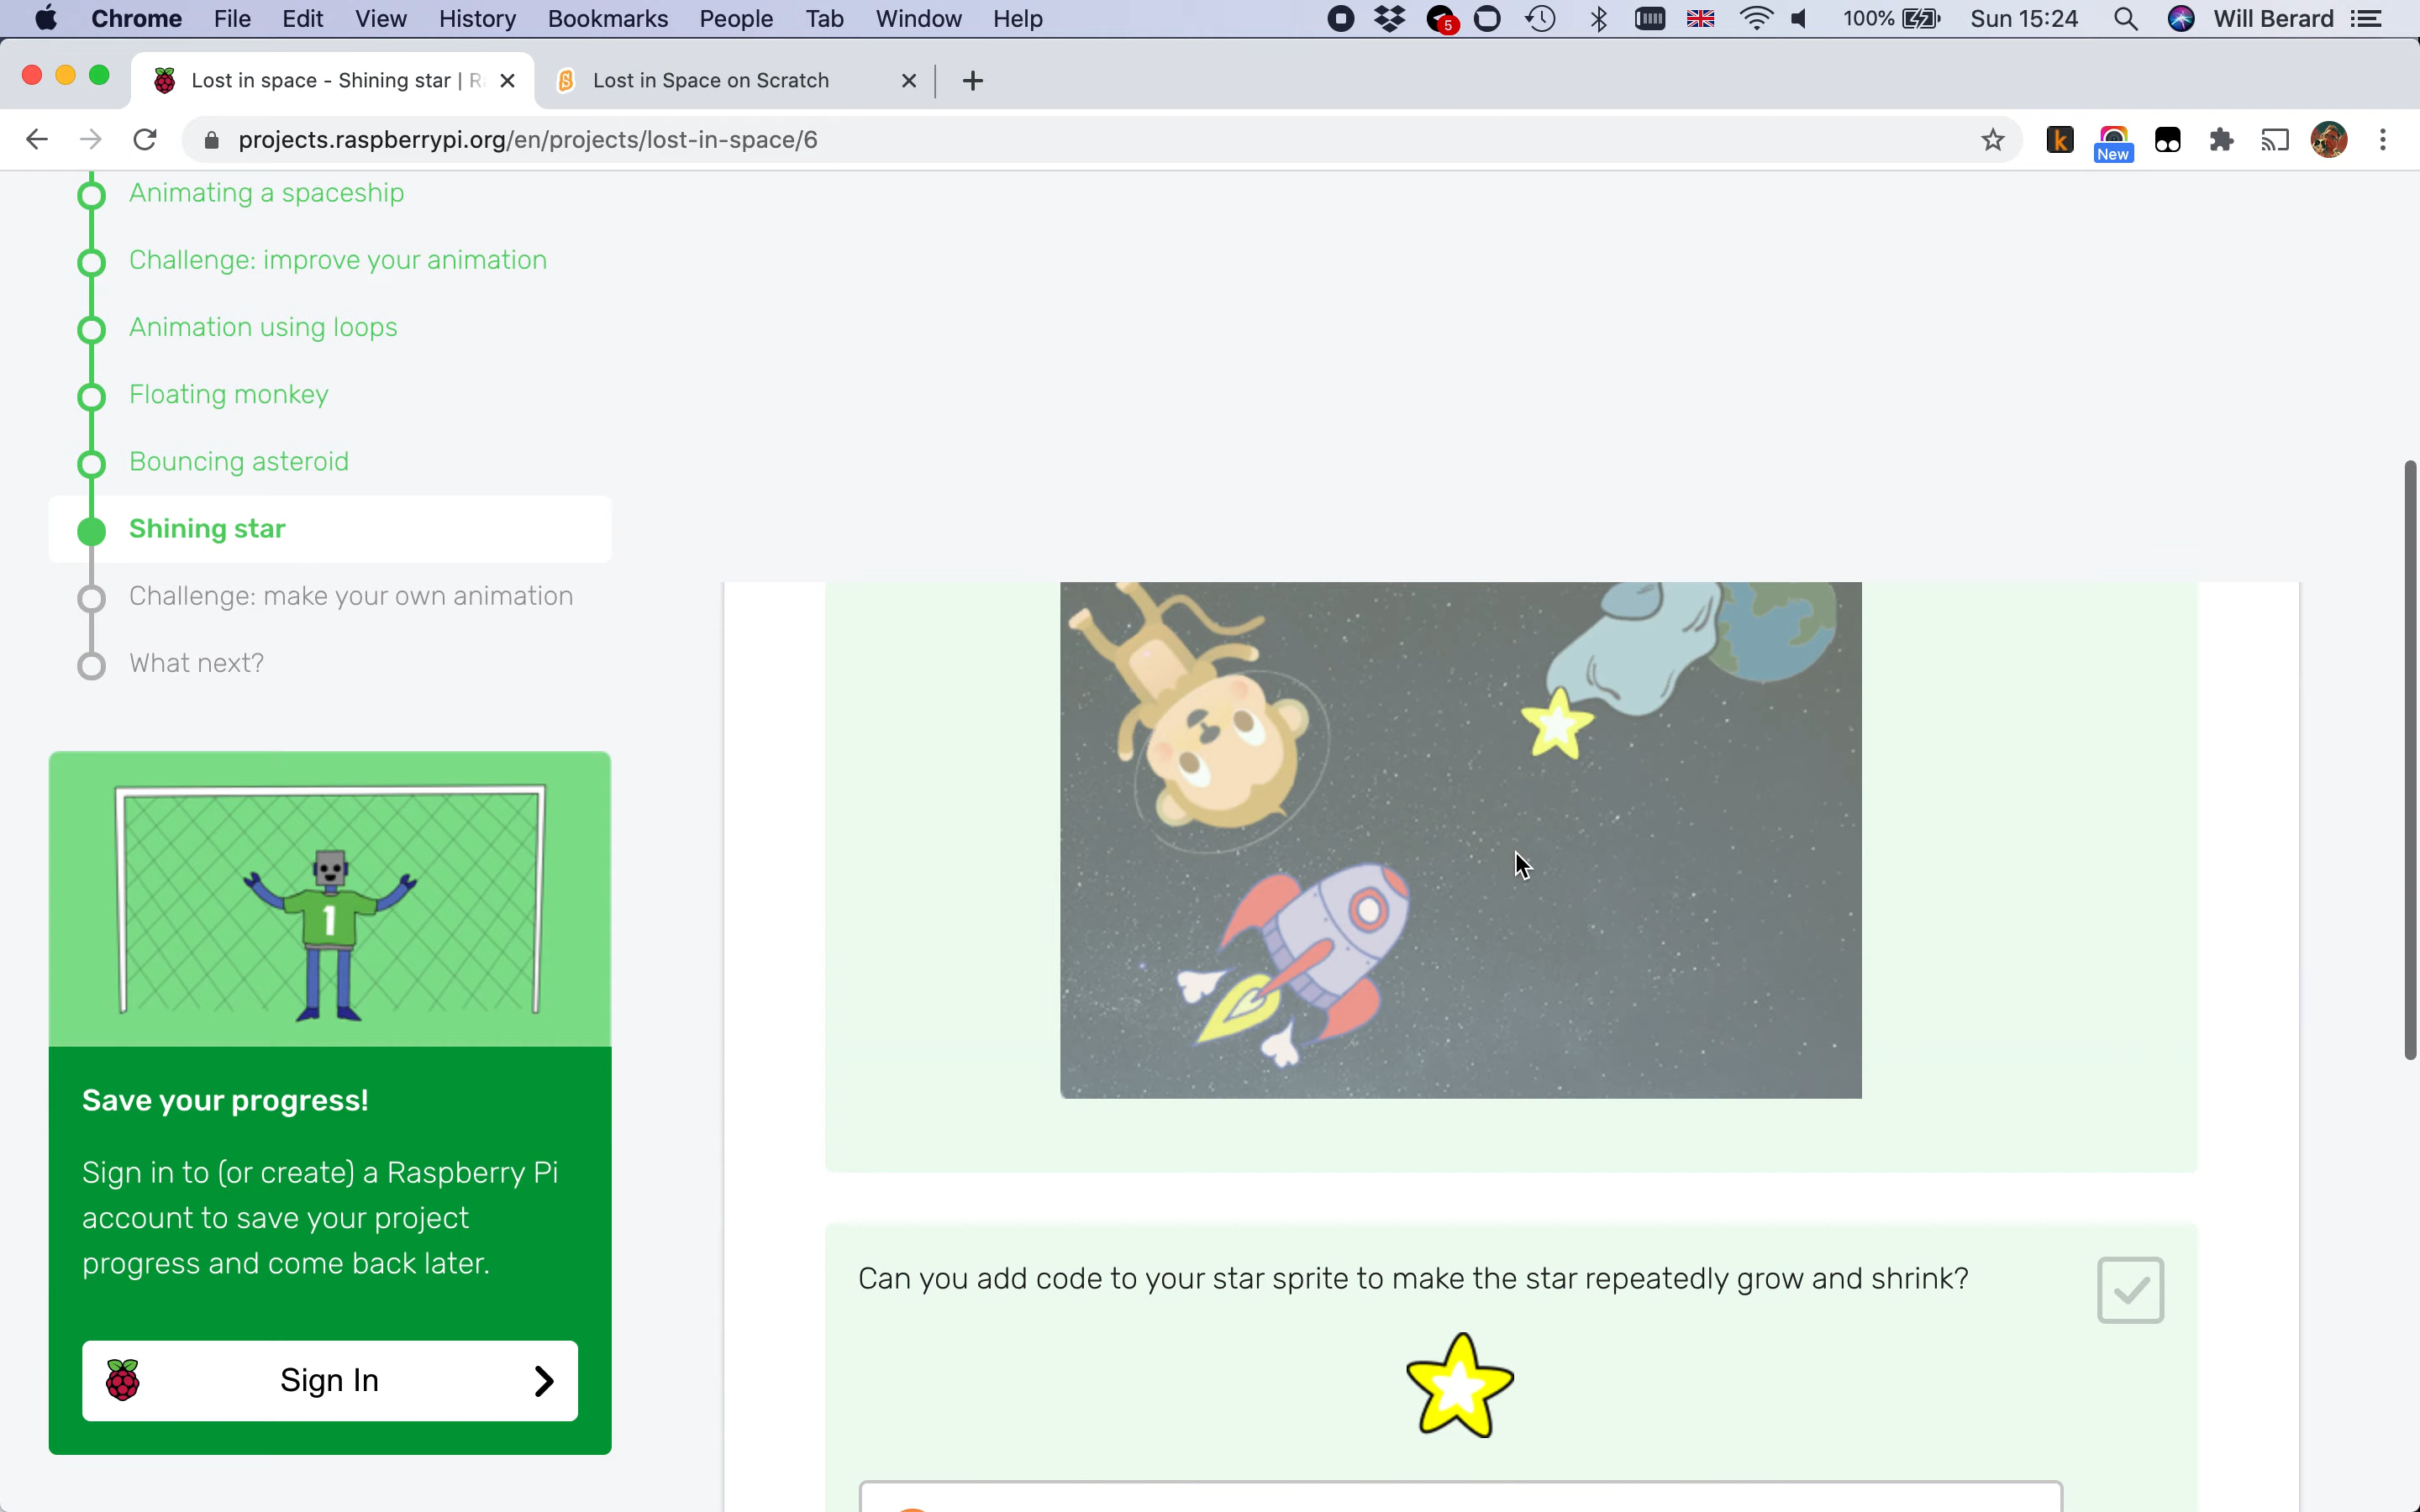 Chrome File Edit View History Bookmarks People Tab Window Help 5 100% Sun 15:24 Will Berard
Lost in space - Shining star | R
Lost in Space on Scratch
projects.raspberrypi.org/en/projects/lost-in-space/6
k
New
Animating a spaceship
Challenge: improve your animation
Animation using loops
Floating monkey
Bouncing asteroid
Shining star
Challenge: make your own animation
What next?
1
Save your progress!
Sign in to (or create) a Raspberry Pi
account to save your project
progress and come back later.
Sign In
Can you add code to your star sprite to make the star repeatedly grow and shrink?